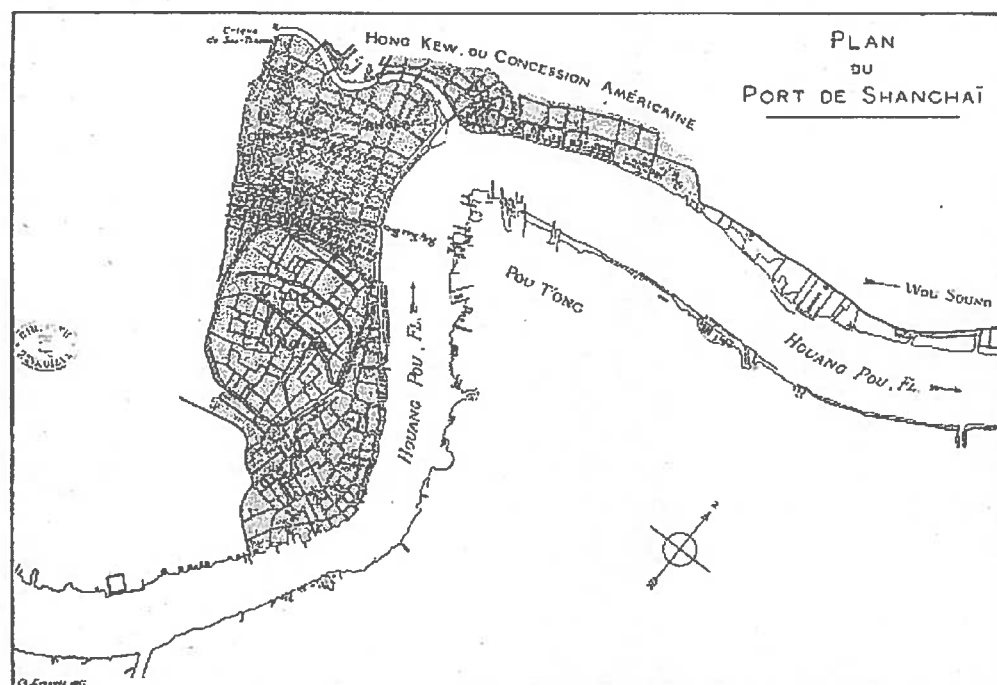 PLAN
DU
PORT DE SHANCHAÏ
HONG KEW, OU CONCESSION AMÉRICAINE
WOU SOUNG
POU T'ONG
HOUANG POU, FL.
HOUANG POU, FL.
N